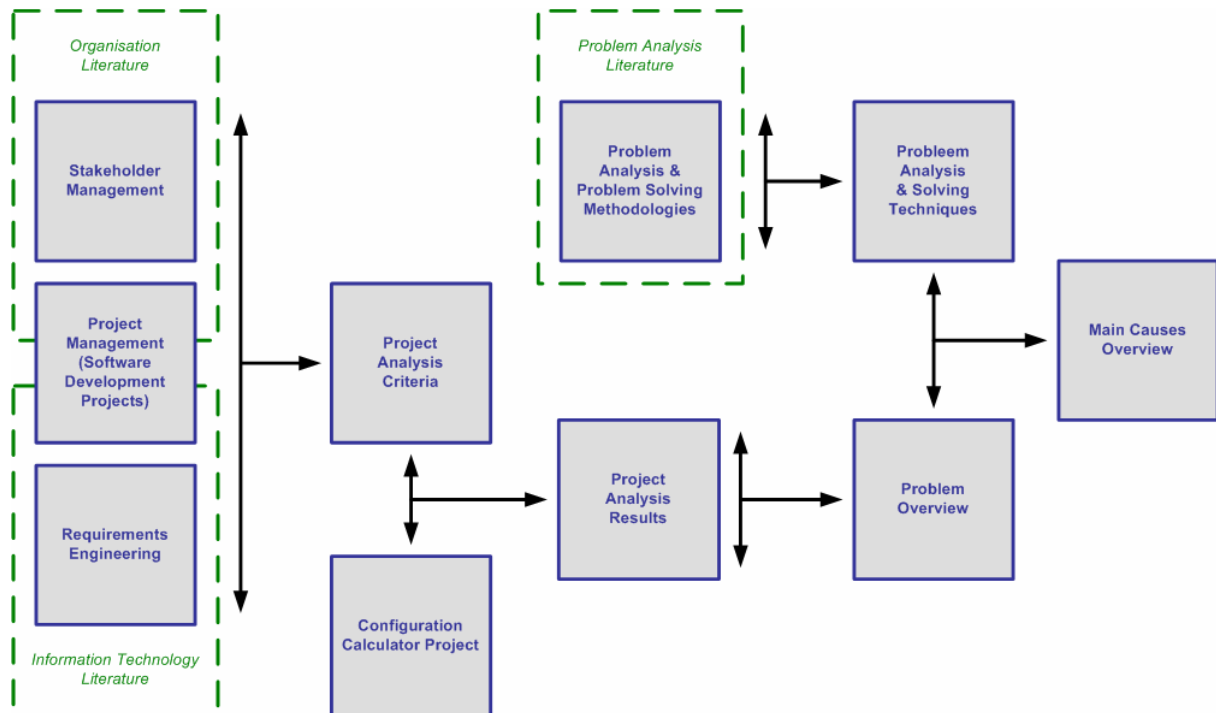 Organisation
Literature
Stakeholder
Management
Project
Management
(Software
Development
Projects)
Requirements
Engineering
Information Technology
Literature
Project
Analysis
Criteria
Configuration
Calculator Project
Problem Analysis
Literature
Problem
Analysis &
Problem Solving
Methodologies
Project
Analysis
Results
Probleem
Analysis
& Solving
Techniques
Problem
Overview
Main Causes
Overview